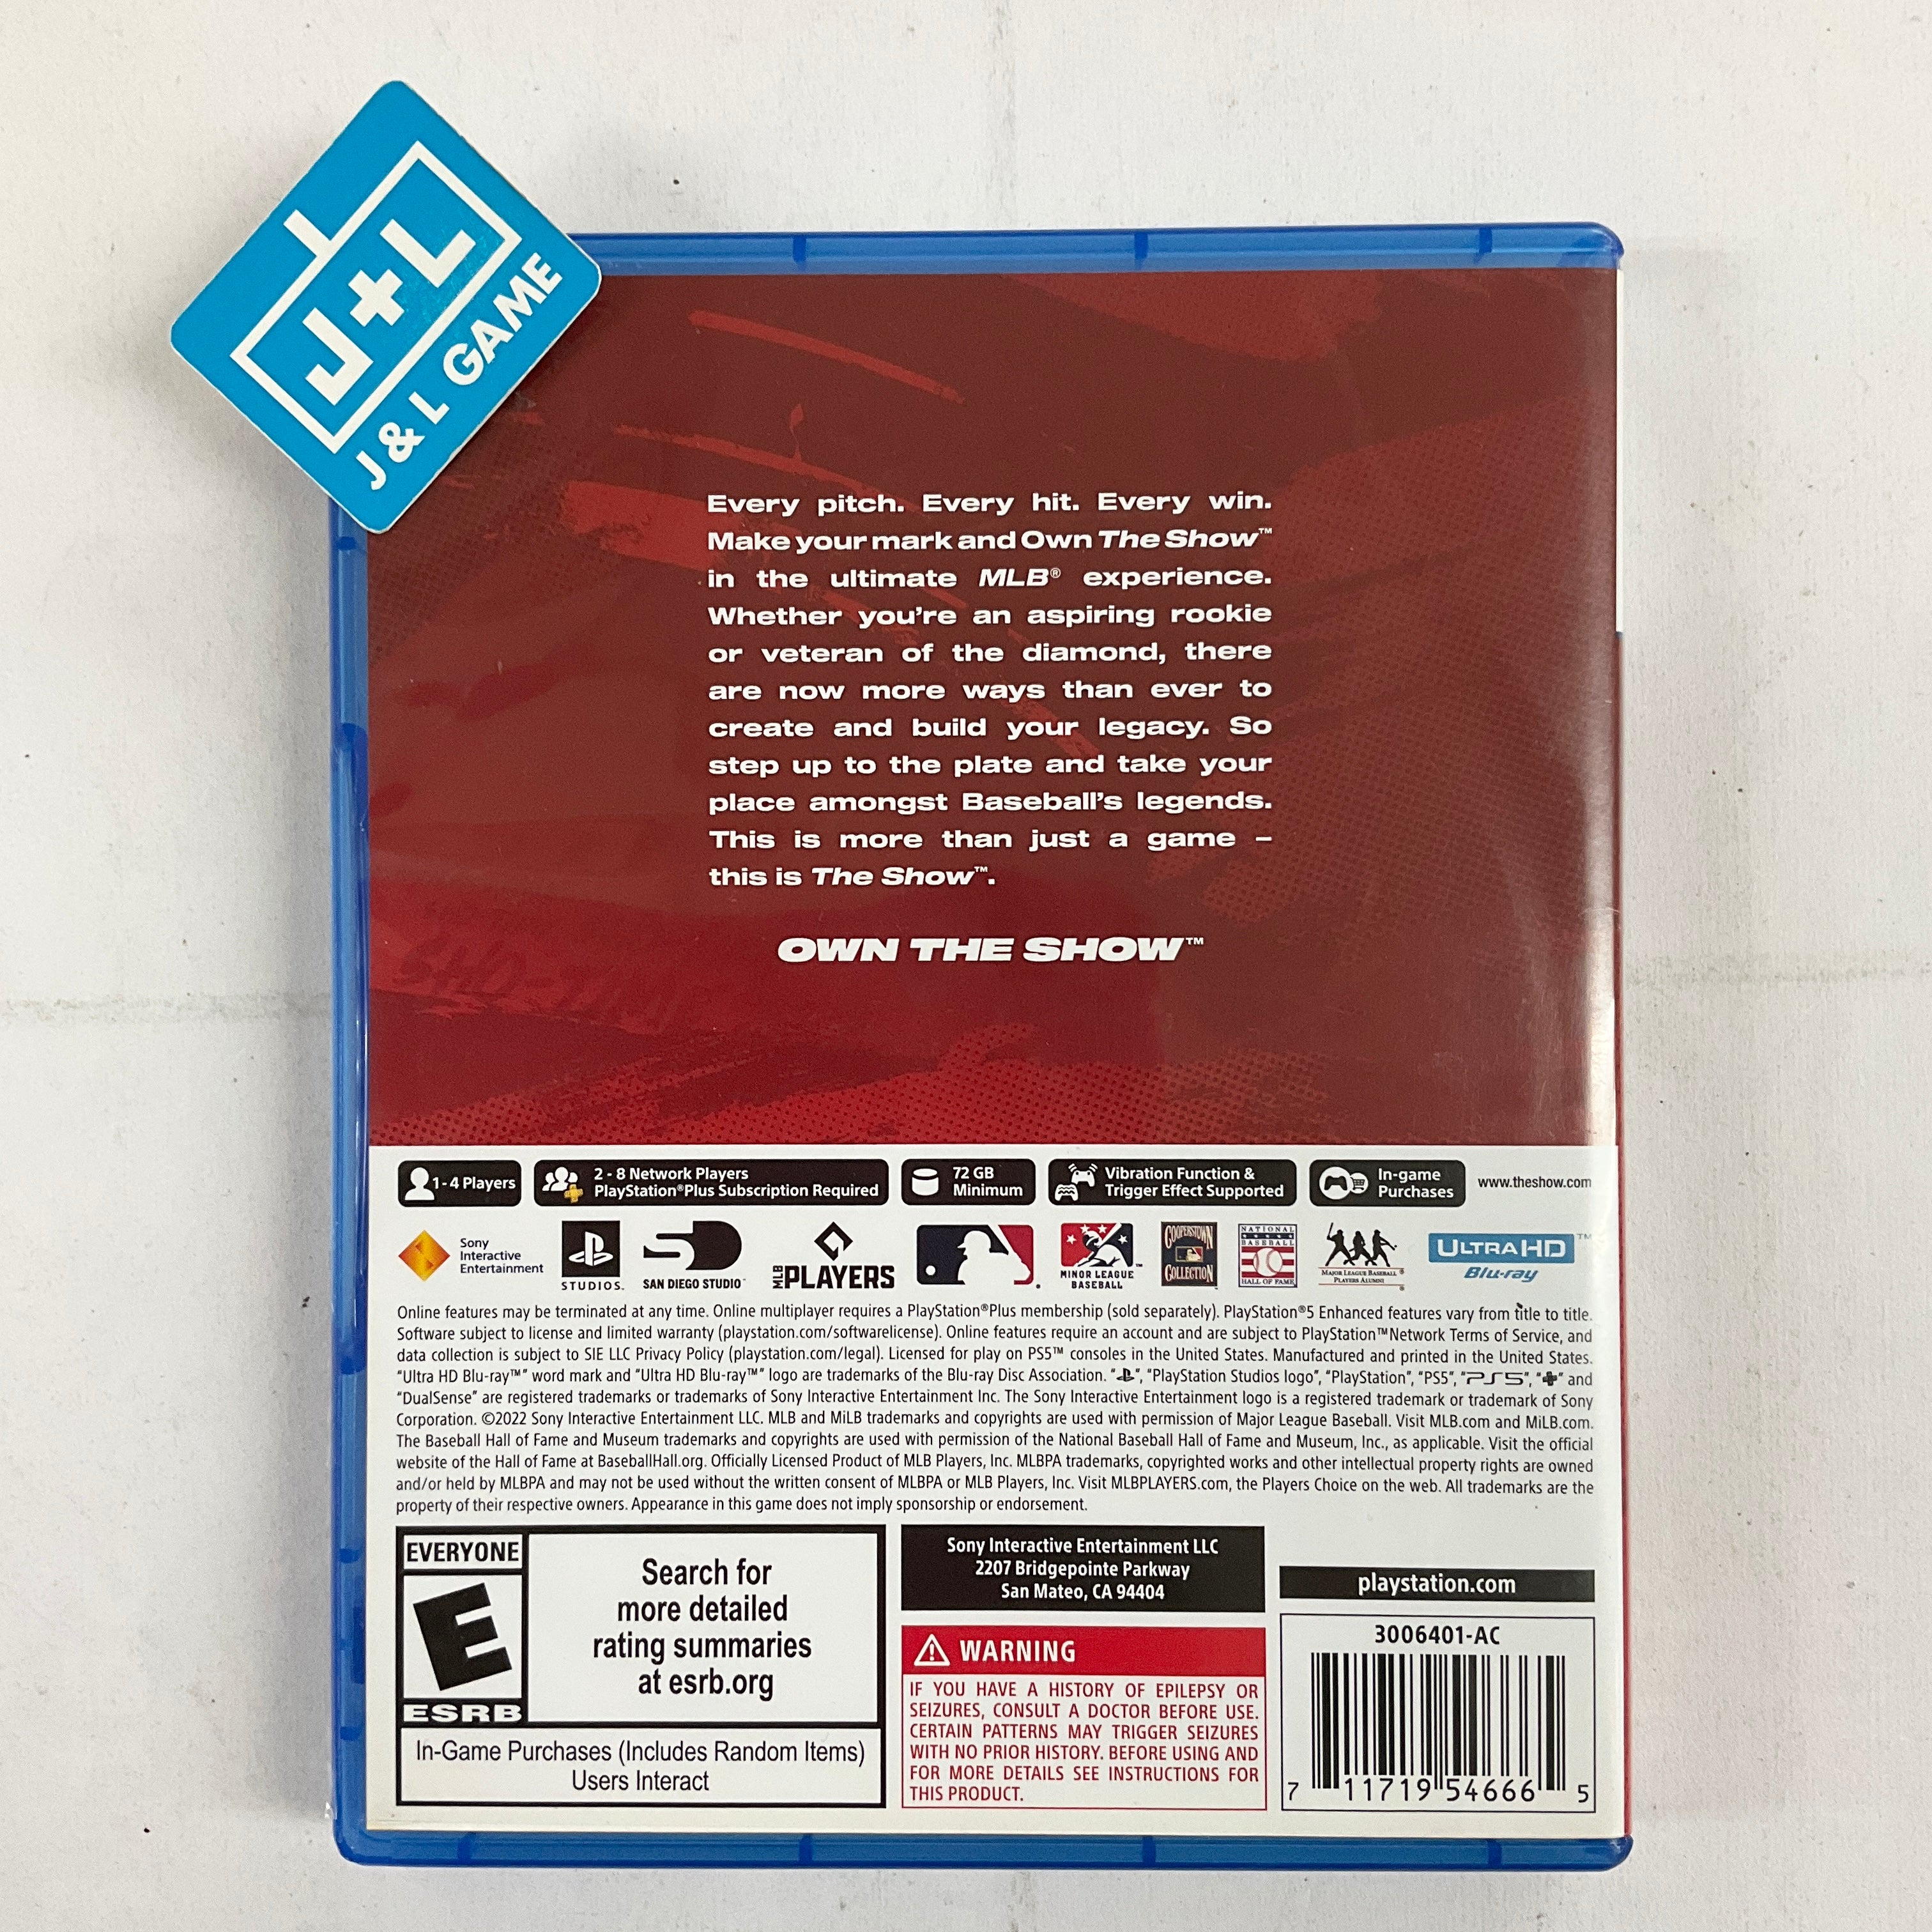 J+L
J & L GAME
Every pitch. Every hit. Every win.
Make your mark and Own The Show™
in the ultimate MLB® experience.
Whether you're an aspiring rookie
or veteran of the diamond, there
are now more ways than ever to
create and build your legacy. So
step up to the plate and take your
place amongst Baseball's legends.
This is more than just a game –
this is The Show™.
OWN THE SHOW™
1-4 Players
2 - 8 Network Players
PlayStation®Plus Subscription Required
72 GB
Minimum
Vibration Function &
Trigger Effect Supported
In-game
Purchases
www.theshow.com
Sony
Interactive
Entertainment
STUDIOS.
SAN DIEGO STUDIO™
MLB PLAYERS
MINOR LEAGUE
BASEBALL
COOPERSTOWN
COLLECTION
NATIONAL
BASEBALL
HALL OF FAME
MAJOR LEAGUE BASEBALL®
PLAYERS ALUMNI
ULTRA HD™
Blu-ray
Online features may be terminated at any time. Online multiplayer requires a PlayStation®Plus membership (sold separately). PlayStation®5 Enhanced features vary from title to title.
Software subject to license and limited warranty (playstation.com/softwarelicense). Online features require an account and are subject to PlayStation™Network Terms of Service, and
data collection is subject to SIE LLC Privacy Policy (playstation.com/legal). Licensed for play on PS5™ consoles in the United States. Manufactured and printed in the United States.
"Ultra HD Blu-ray™" word mark and "Ultra HD Blu-ray™" logo are trademarks of the Blu-ray Disc Association. "", "PlayStation Studios logo", "PlayStation", "PS5", "PS5", "" and
"DualSense" are registered trademarks or trademarks of Sony Interactive Entertainment Inc. The Sony Interactive Entertainment logo is a registered trademark or trademark of Sony
Corporation. ©2022 Sony Interactive Entertainment LLC. MLB and MiLB trademarks and copyrights are used with permission of Major League Baseball. Visit MLB.com and MiLB.com.
The Baseball Hall of Fame and Museum trademarks and copyrights are used with permission of the National Baseball Hall of Fame and Museum, Inc., as applicable. Visit the official
website of the Hall of Fame at BaseballHall.org. Officially Licensed Product of MLB Players, Inc. MLBPA trademarks, copyrighted works and other intellectual property rights are owned
and/or held by MLBPA and may not be used without the written consent of MLBPA or MLB Players, Inc. Visit MLBPLAYERS.com, the Players Choice on the web. All trademarks are the
property of their respective owners. Appearance in this game does not imply sponsorship or endorsement.
EVERYONE
E
ESRB
Search for
more detailed
rating summaries
at esrb.org
In-Game Purchases (Includes Random Items)
Users Interact
Sony Interactive Entertainment LLC
2207 Bridgepointe Parkway
San Mateo, CA 94404
WARNING
IF YOU HAVE A HISTORY OF EPILEPSY OR
SEIZURES, CONSULT A DOCTOR BEFORE USE.
CERTAIN PATTERNS MAY TRIGGER SEIZURES
WITH NO PRIOR HISTORY. BEFORE USING AND
FOR MORE DETAILS SEE INSTRUCTIONS FOR
THIS PRODUCT.
playstation.com
3006401-AC
7 11719 54666 5